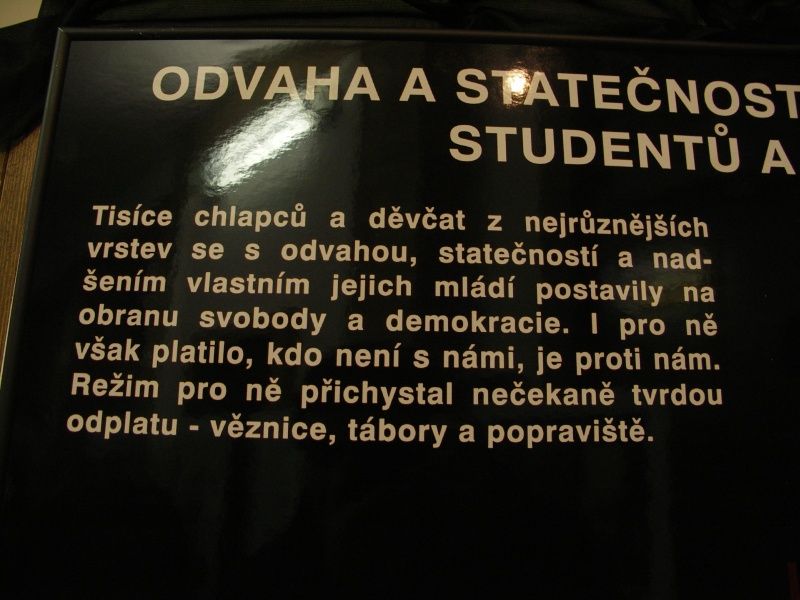 ODVAHA A STATEČNOST
STUDENTŮ A
Tisíce chlapců a děvčat z nejrůznějších
vrstev se s odvahou, statečností a nad-
šením vlastním jejich mládí postavily na
obranu svobody a demokracie. I pro ně
však platilo, kdo není s námi, je proti nám.
Režim pro ně přichystal nečekaně tvrdou
odplatu - věznice, tábory a popraviště.